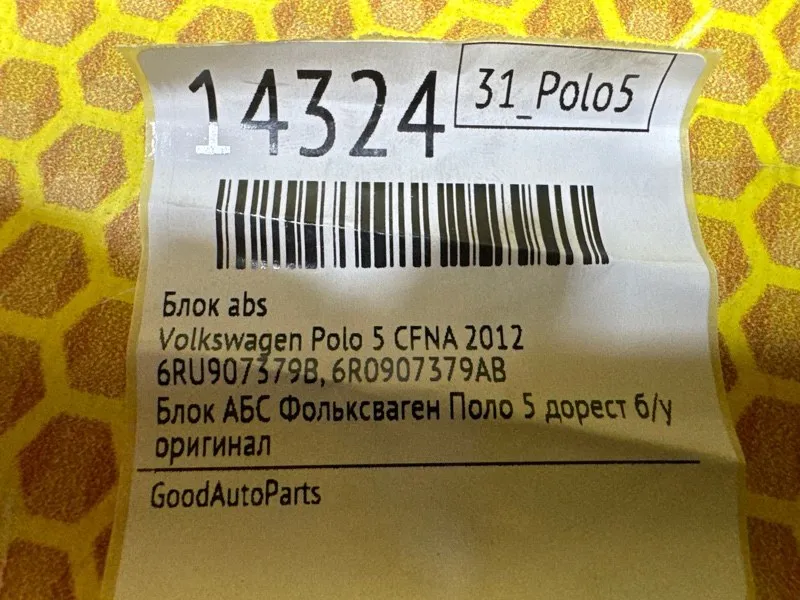 14324
31_Polo5
Блок abs
Volkswagen Polo 5 CFNA 2012
6RU907379B, 6R0907379AB
Блок АБС Фольксваген Поло 5 дорест б/у
оригинал
GoodAutoParts